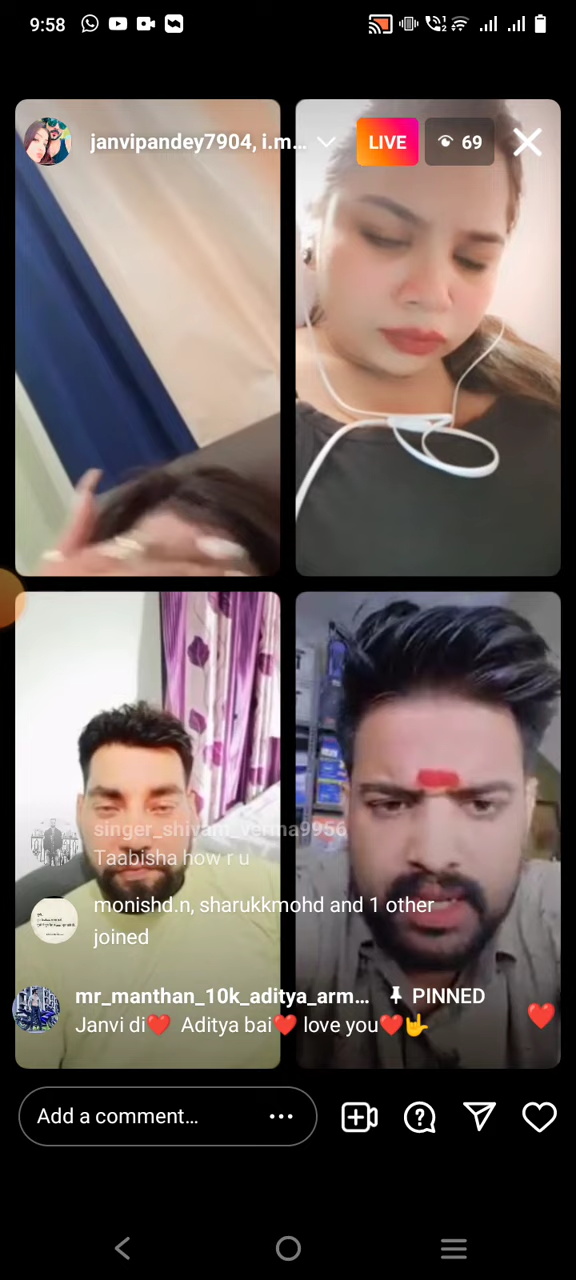 9:58
janvipandey7904, i.m...
LIVE
69
singer_shivam_verma9956
Taabisha how r u
monishd.n, sharukkmohd and 1 other
joined
mr_manthan_10k_aditya_arm... PINNED
Janvi di❤️ Aditya bai❤️ love you❤️🤟
Add a comment...